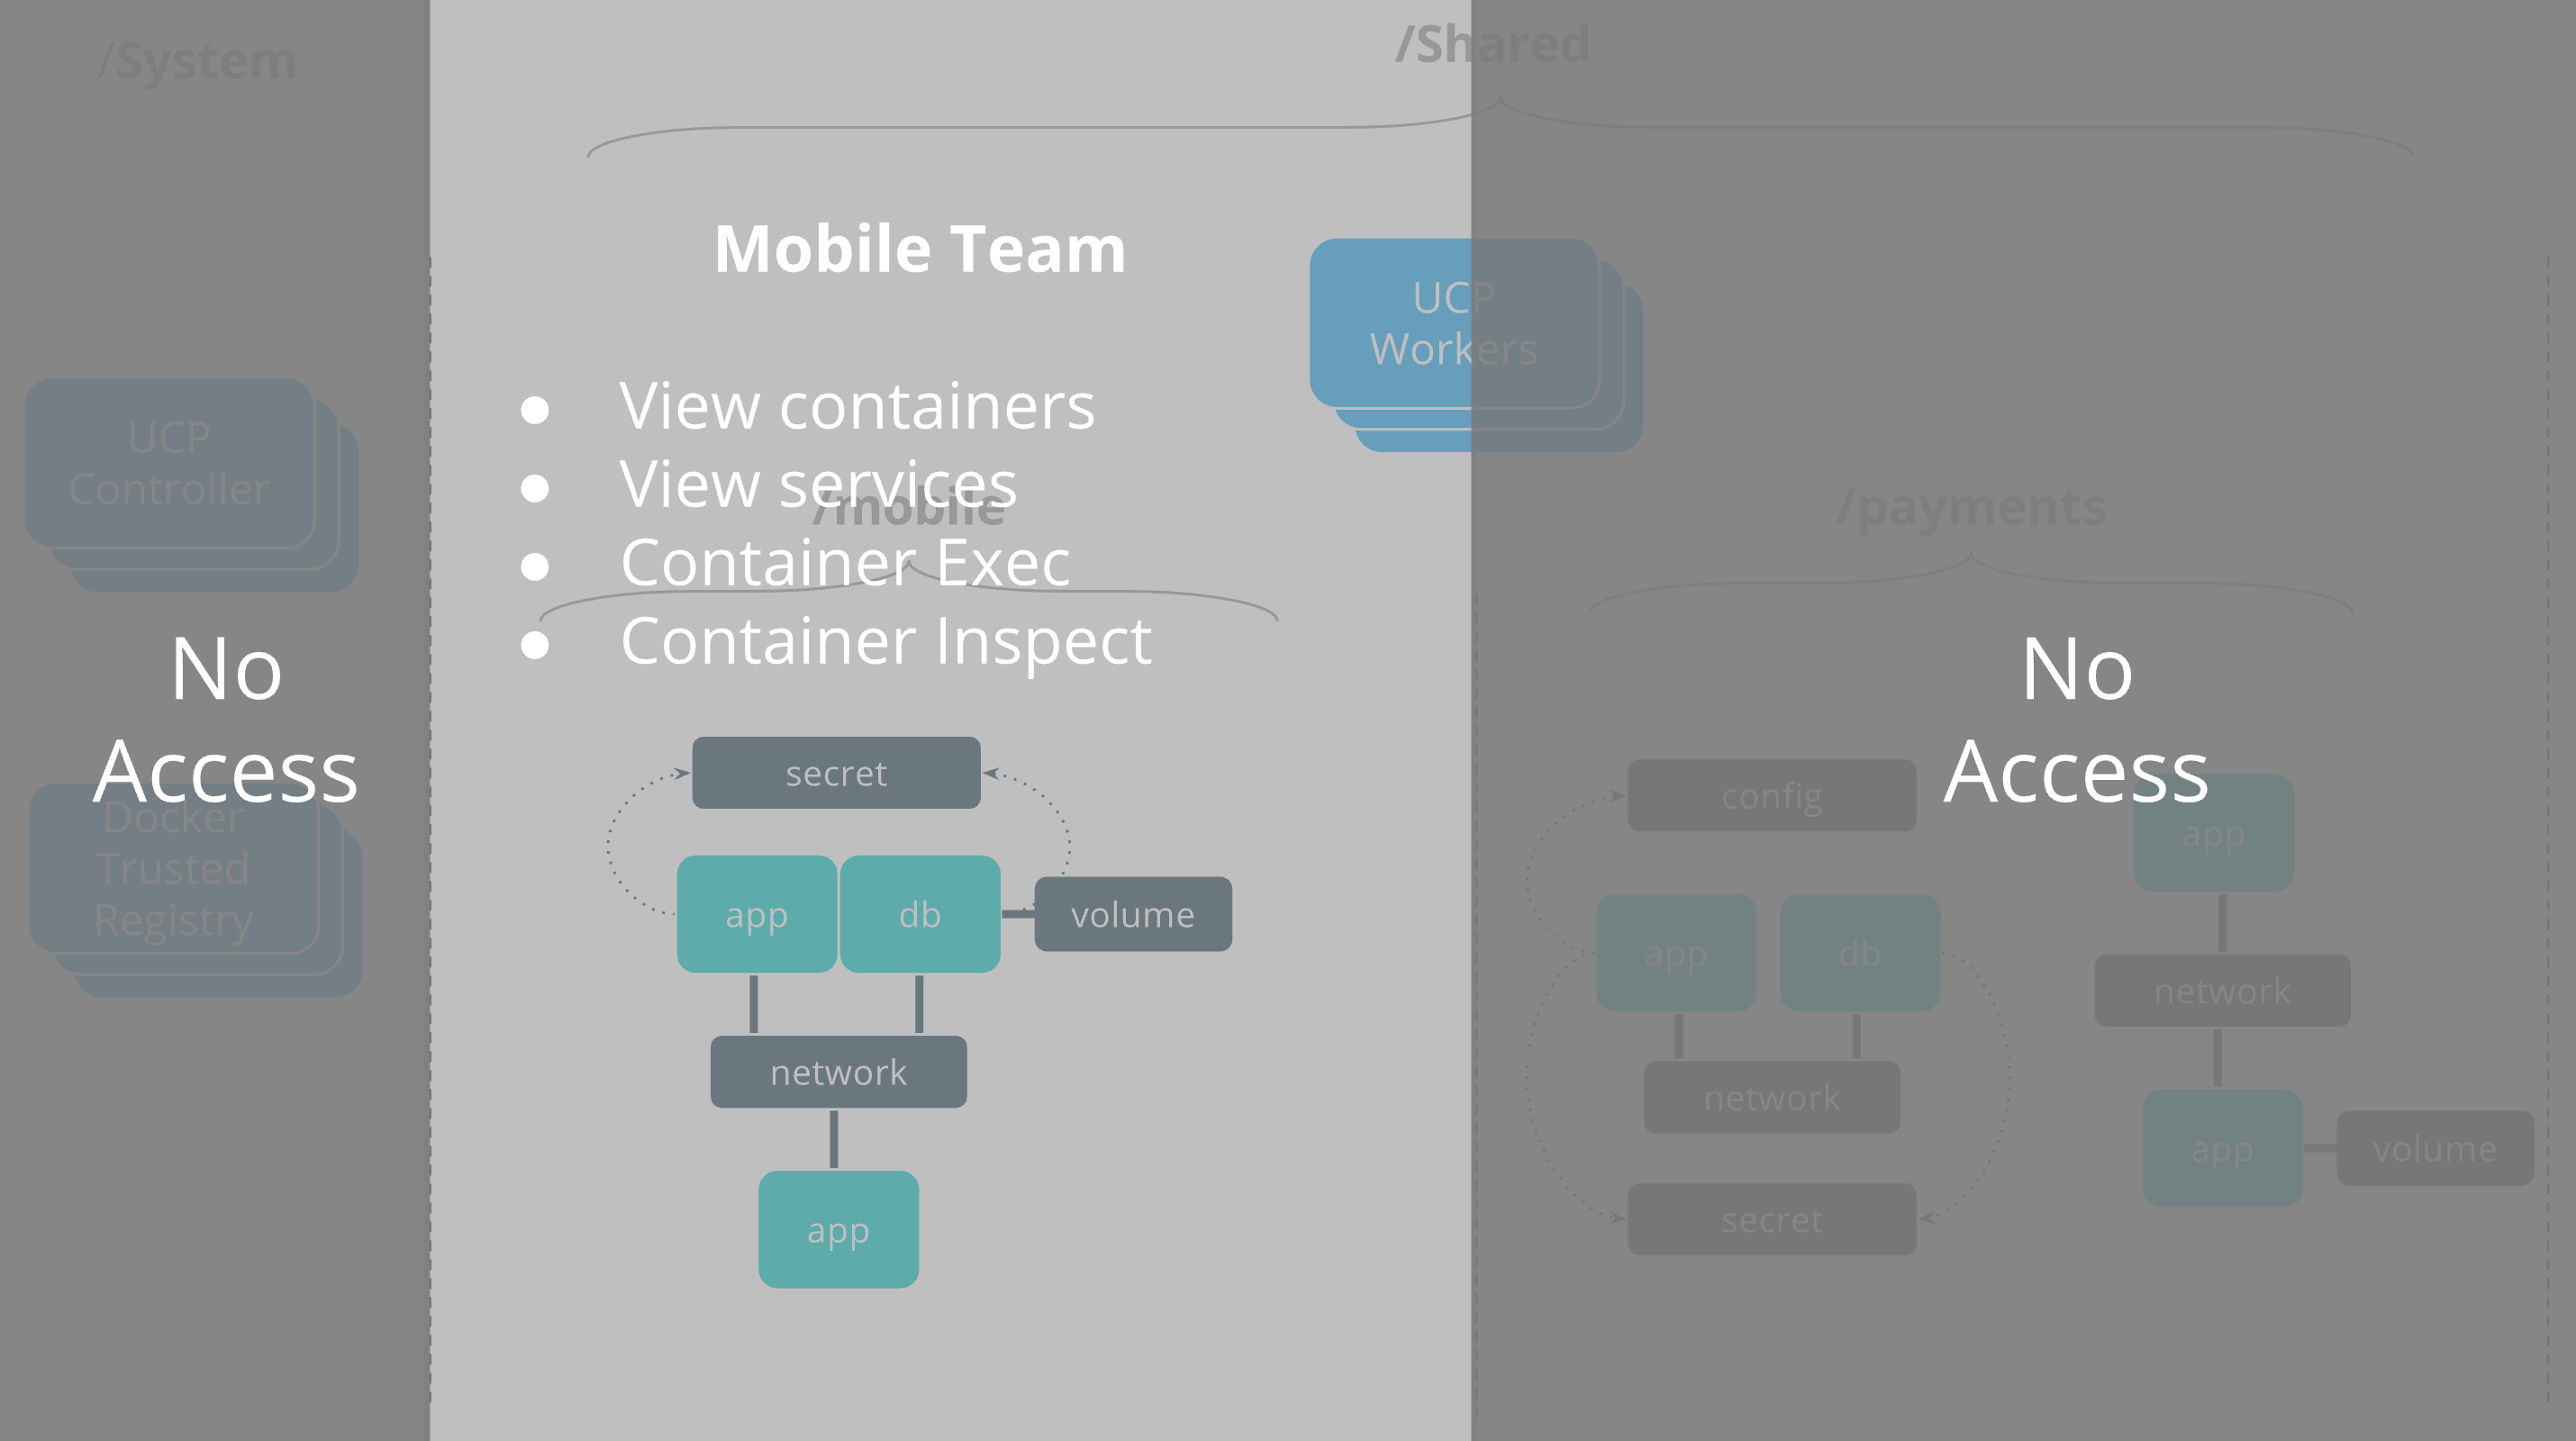 /System
/Shared
Mobile Team
UCP
Workers
● View containers
● View services
● Container Exec
● Container Inspect
/mobile
UCP
Controller
No
Access
Docker
Trusted
Registry
secret
app
db
volume
network
app
/payments
No
Access
config
app
app
db
network
network
app
volume
secret